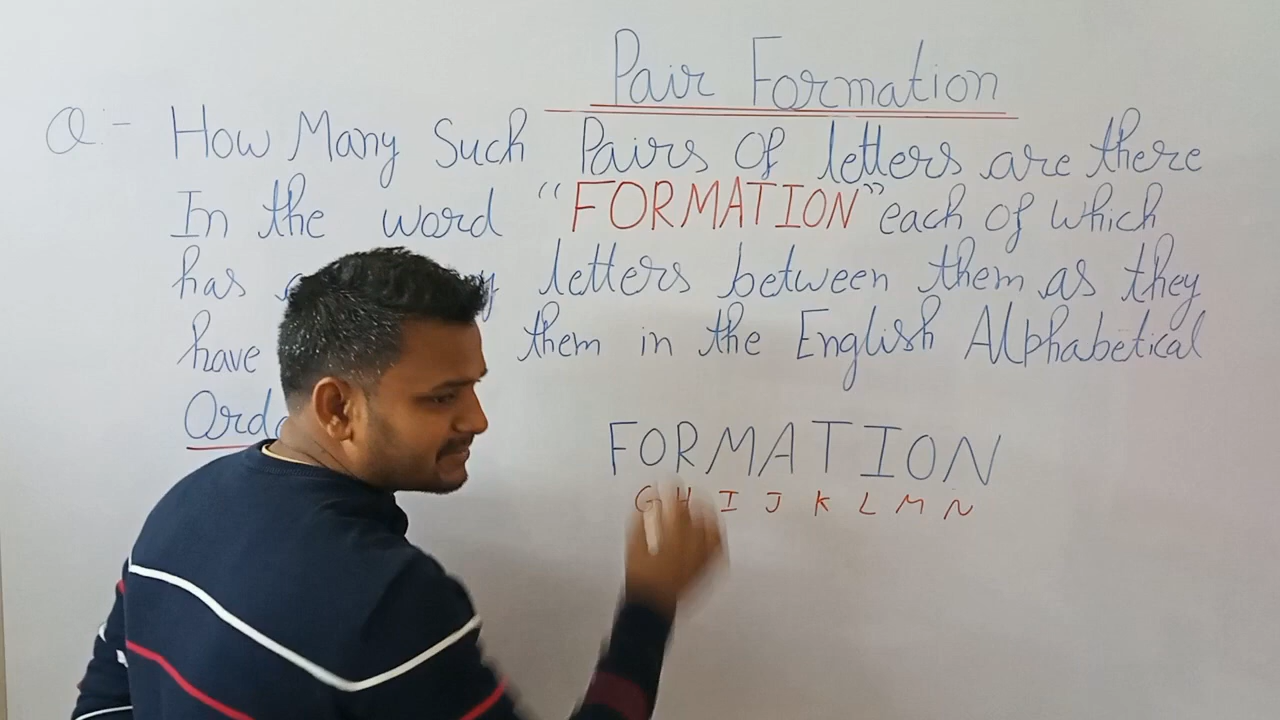 Pair Formation
Q:- How Many Such Pairs Of letters are there
In the word "FORMATION" each of which
has letters between them as they
have them in the English Alphabetical
FORMATION
G H I J K L M N